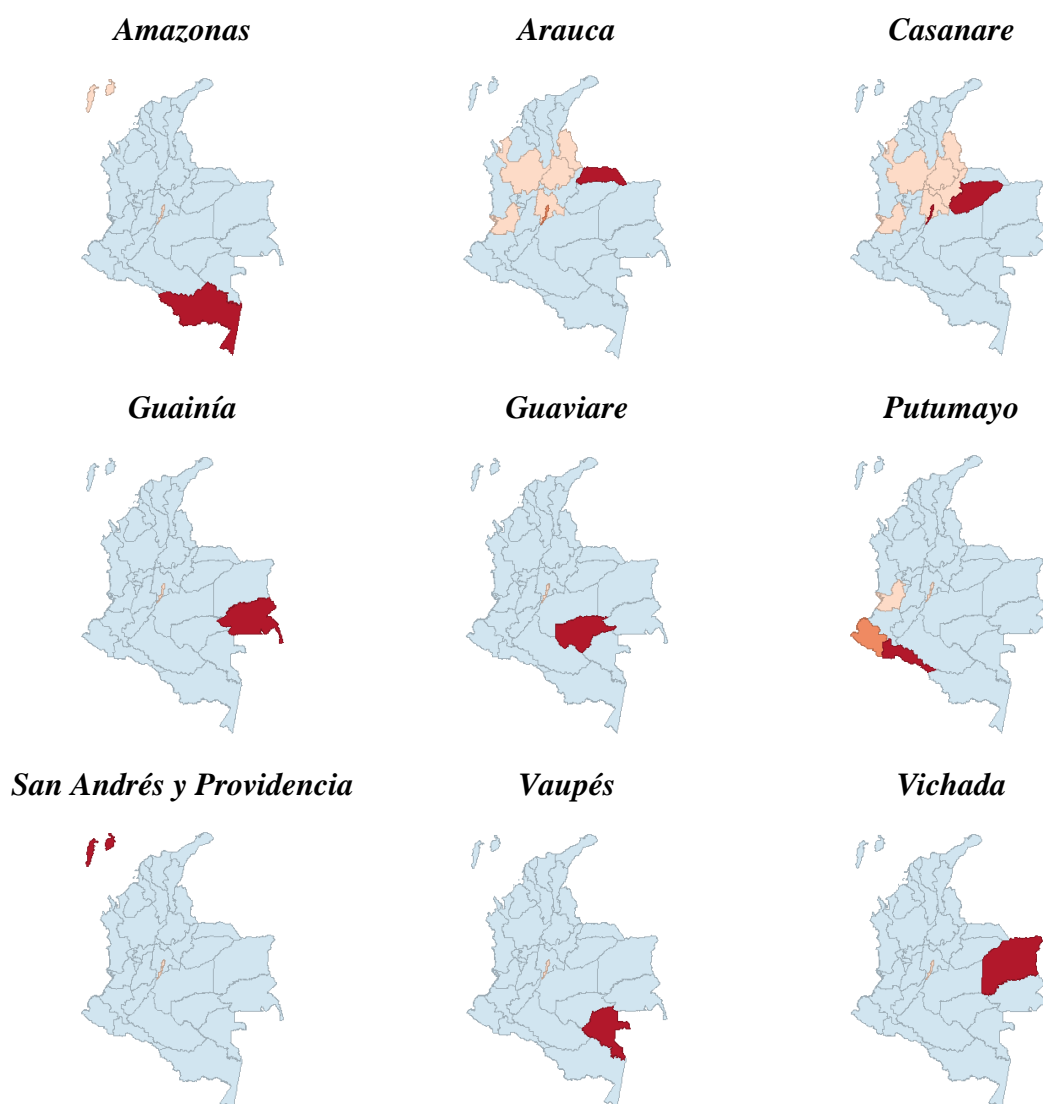 Amazonas
Arauca
Casanare
Guainía
Guaviare
Putumayo
San Andrés y Providencia
Vaupés
Vichada